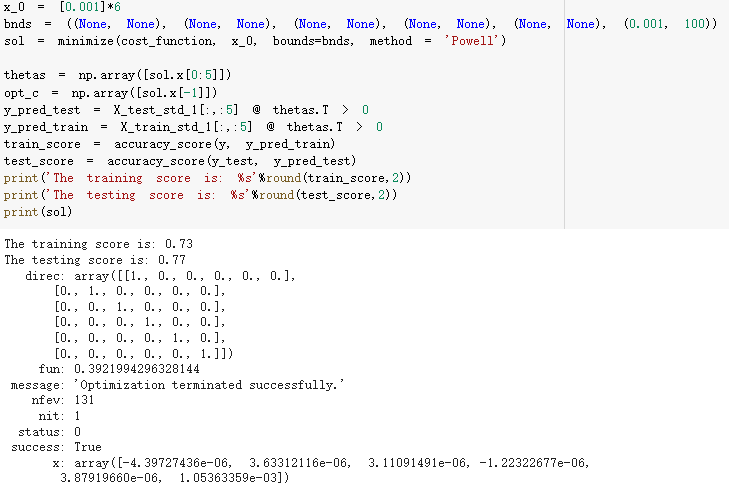 x_0 = [0.001]*6
bnds = ((None, None), (None, None), (None, None), (None, None), (None, None), (0.001, 100))
sol = minimize(cost_function, x_0, bounds=bnds, method = 'Powell')
thetas = np.array([sol.x[0:5]])
opt_c = np.array([sol.x[-1]])
y_pred_test = X_test_std_1[:,:5] @ thetas.T > 0
y_pred_train = X_train_std_1[:,:5] @ thetas.T > 0
train_score = accuracy_score(y, y_pred_train)
test_score = accuracy_score(y_test, y_pred_test)
print('The training score is: %s'%round(train_score,2))
print('The testing score is: %s'%round(test_score,2))
print(sol)
The training score is: 0.73
The testing score is: 0.77
direc: array([[1., 0., 0., 0., 0., 0.],
[0., 1., 0., 0., 0., 0.],
[0., 0., 1., 0., 0., 0.],
[0., 0., 0., 1., 0., 0.],
[0., 0., 0., 0., 1., 0.],
[0., 0., 0., 0., 0., 1.]])
fun: 0.3921994296328144
message: 'Optimization terminated successfully.'
nfev: 131
nit: 1
status: 0
success: True
x: array([-4.39727436e-06, 3.63312116e-06, 3.11091491e-06, -1.22322677e-06,
3.87919660e-06, 1.05363359e-03])